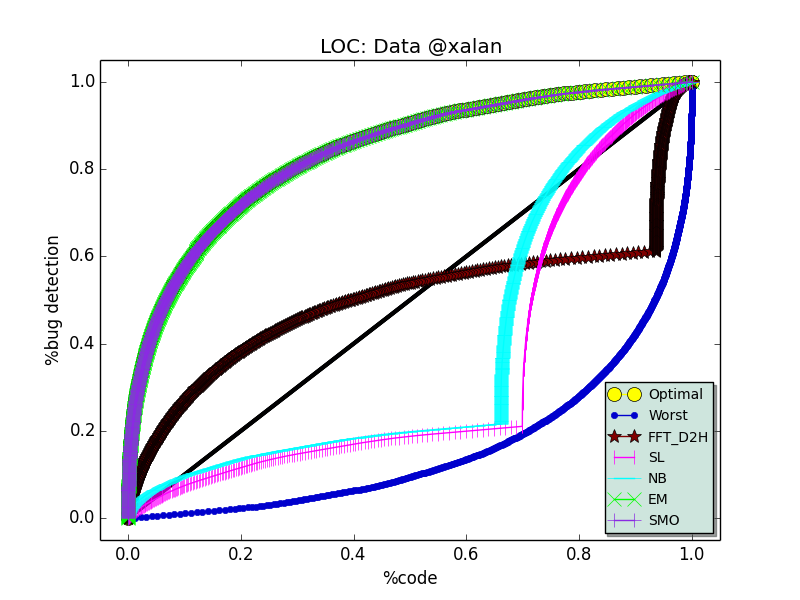 LOC: Data @xalan
%bug detection
1.0
0.8
0.6
0.4
0.2
0.0
0.0 0.2 0.4 0.6 0.8 1.0
%code
Optimal
Worst
FFT_D2H
SL
NB
EM
SMO